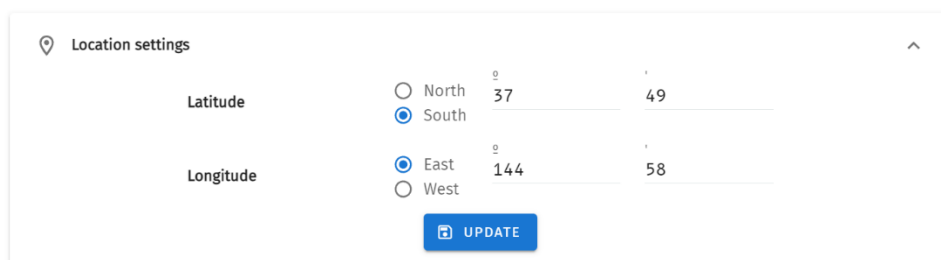 Location settings
Latitude
North
South
º
37
'
49
Longitude
East
West
º
144
'
58
UPDATE